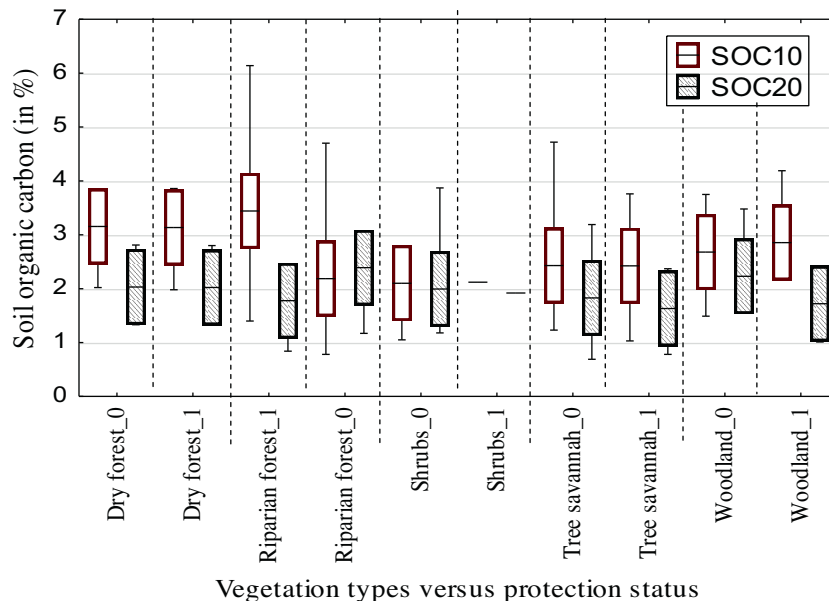 7
6
5
4
3
2
1
0
Soil organic carbon (in %)
SOC10
SOC20
Dry forest_0
Dry forest_1
Riparian forest_1
Riparian forest_0
Shrubs_0
Shrubs_1
Tree savannah_0
Tree savannah_1
Woodland_0
Woodland_1
Vegetation types versus protection status